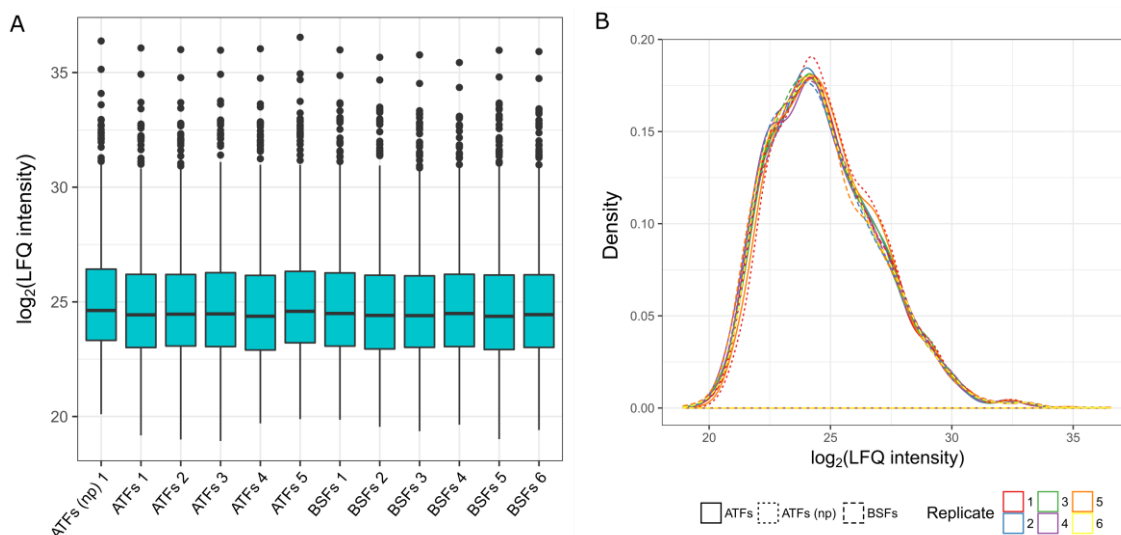 A
35
30
25
20
log₂(LFQ intensity)
ATFs (np) 1
ATFs 1
ATFs 2
ATFs 3
ATFs 4
ATFs 5
BSFs 1
BSFs 2
BSFs 3
BSFs 4
BSFs 5
BSFs 6
B
0.20
0.15
0.10
0.05
0.00
Density
20 25 30 35
log₂(LFQ intensity)
ATFs ATFs (np) BSFs
Replicate
1 3 5
2 4 6